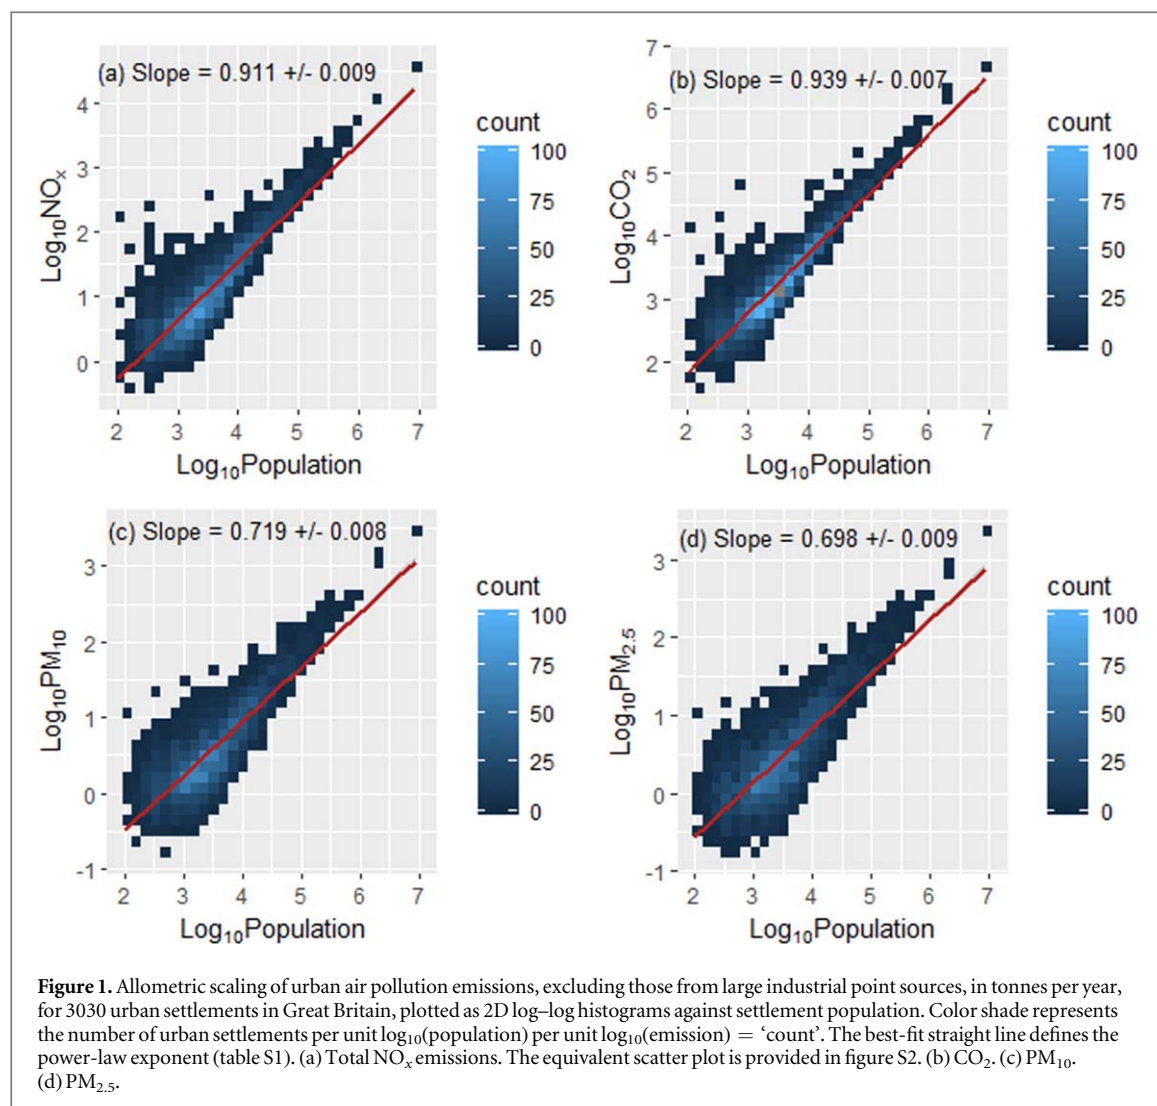 (a) Slope = 0.911 +/- 0.009
Log10NOx
4
3
2
1
0
2 3 4 5 6 7
Log10Population
count
100
75
50
25
0
(b) Slope = 0.939 +/- 0.007
Log10CO2
7
6
5
4
3
2
2 3 4 5 6 7
Log10Population
count
100
75
50
25
0
(c) Slope = 0.719 +/- 0.008
Log10PM10
3
2
1
0
-1
2 3 4 5 6 7
Log10Population
count
100
75
50
25
0
(d) Slope = 0.698 +/- 0.009
Log10PM2.5
3
2
1
0
-1
2 3 4 5 6 7
Log10Population
count
100
75
50
25
0
Figure 1. Allometric scaling of urban air pollution emissions, excluding those from large industrial point sources, in tonnes per year,
for 3030 urban settlements in Great Britain, plotted as 2D log–log histograms against settlement population. Color shade represents
the number of urban settlements per unit log10(population) per unit log10(emission) = ‘count’. The best-fit straight line defines the
power-law exponent (table S1). (a) Total NOx emissions. The equivalent scatter plot is provided in figure S2. (b) CO2. (c) PM10.
(d) PM2.5.